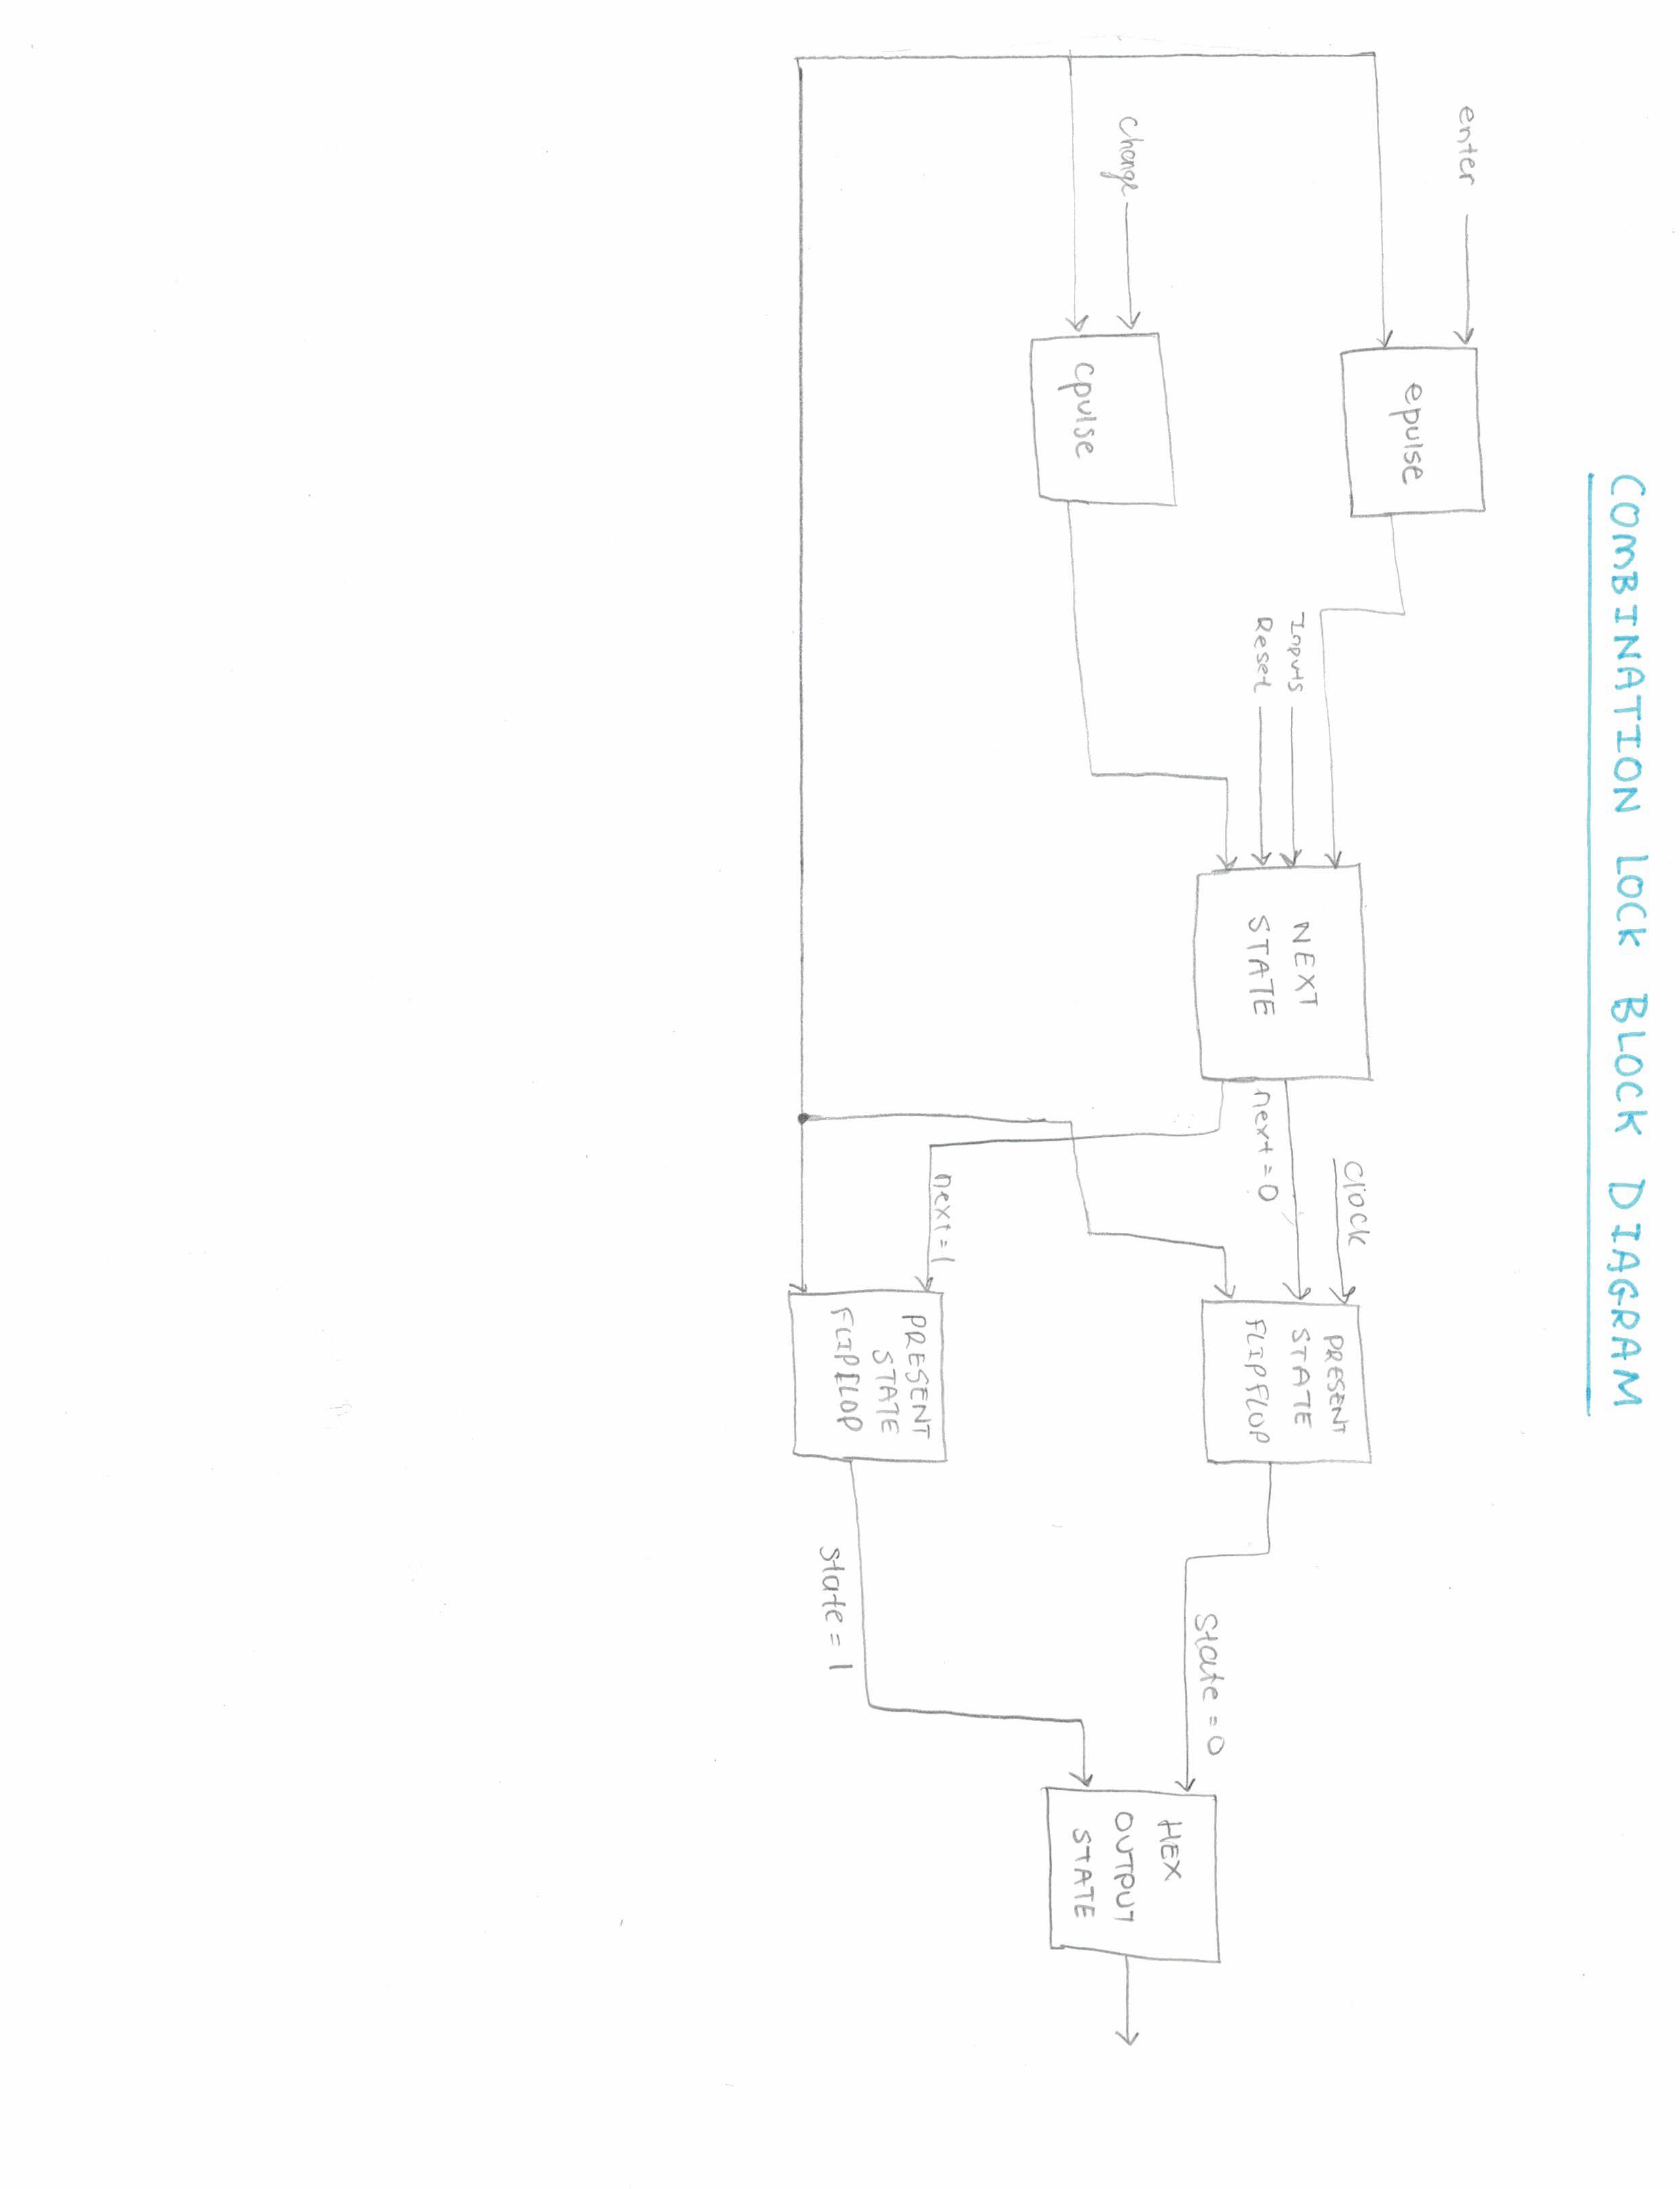 COMBINATION LOCK BLOCK DIAGRAM
enter
epulse
change
cpulse
Inputs
Reset
NEXT
STATE
next=0
next=1
Clock
PRESENT
STATE
FLIPFLOP
PRESENT
STATE
FLIPFLOP
State=0
State=1
HEX
OUTPUT
STATE